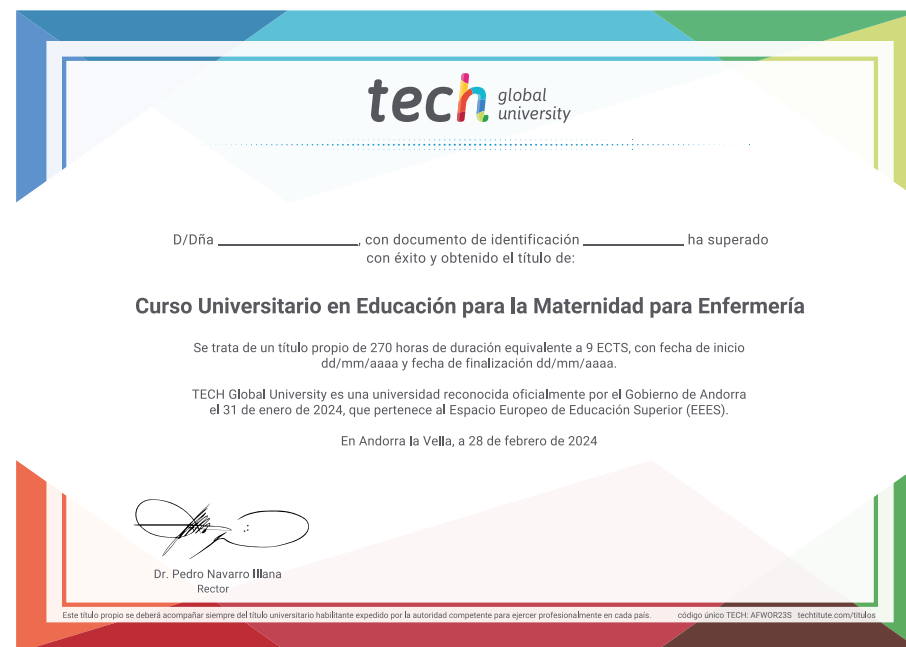 tech global university
D/Dña ____________________, con documento de identificación ______________ ha superado
con éxito y obtenido el título de:
Curso Universitario en Educación para la Maternidad para Enfermería
Se trata de un título propio de 270 horas de duración equivalente a 9 ECTS, con fecha de inicio
dd/mm/aaaa y fecha de finalización dd/mm/aaaa.
TECH Global University es una universidad reconocida oficialmente por el Gobierno de Andorra
el 31 de enero de 2024, que pertenece al Espacio Europeo de Educación Superior (EEES).
En Andorra la Vella, a 28 de febrero de 2024
Dr. Pedro Navarro Illana
Rector
Este título propio se deberá acompañar siempre del título universitario habilitante expedido por la autoridad competente para ejercer profesionalmente en cada país. código único TECH: AFWOR23S techtitute.com/titulos